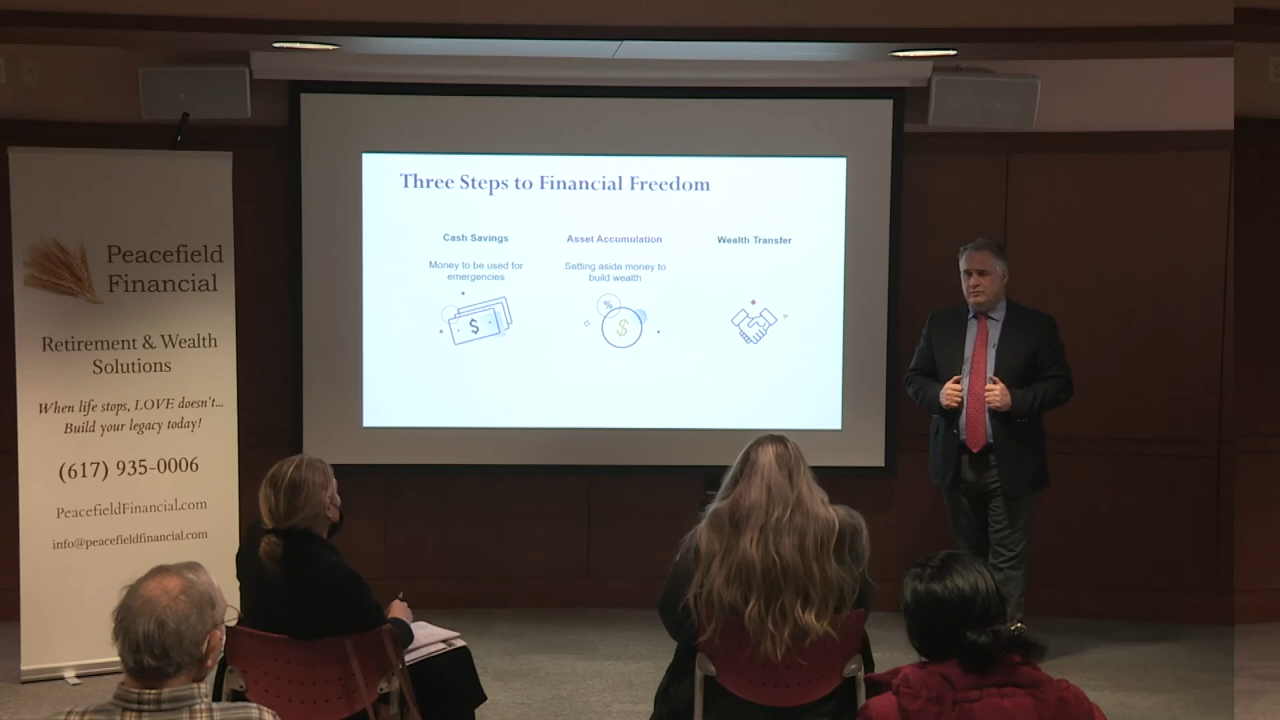 Peacefield
Financial
Retirement & Wealth
Solutions
When life stops, LOVE doesn't...
Build your legacy today!
(617) 935-0006
PeacefieldFinancial.com
info@peacefieldfinancial.com
Three Steps to Financial Freedom
Cash Savings
Money to be used for
emergencies
$
Asset Accumulation
Setting aside money to
build wealth
%
$
Wealth Transfer